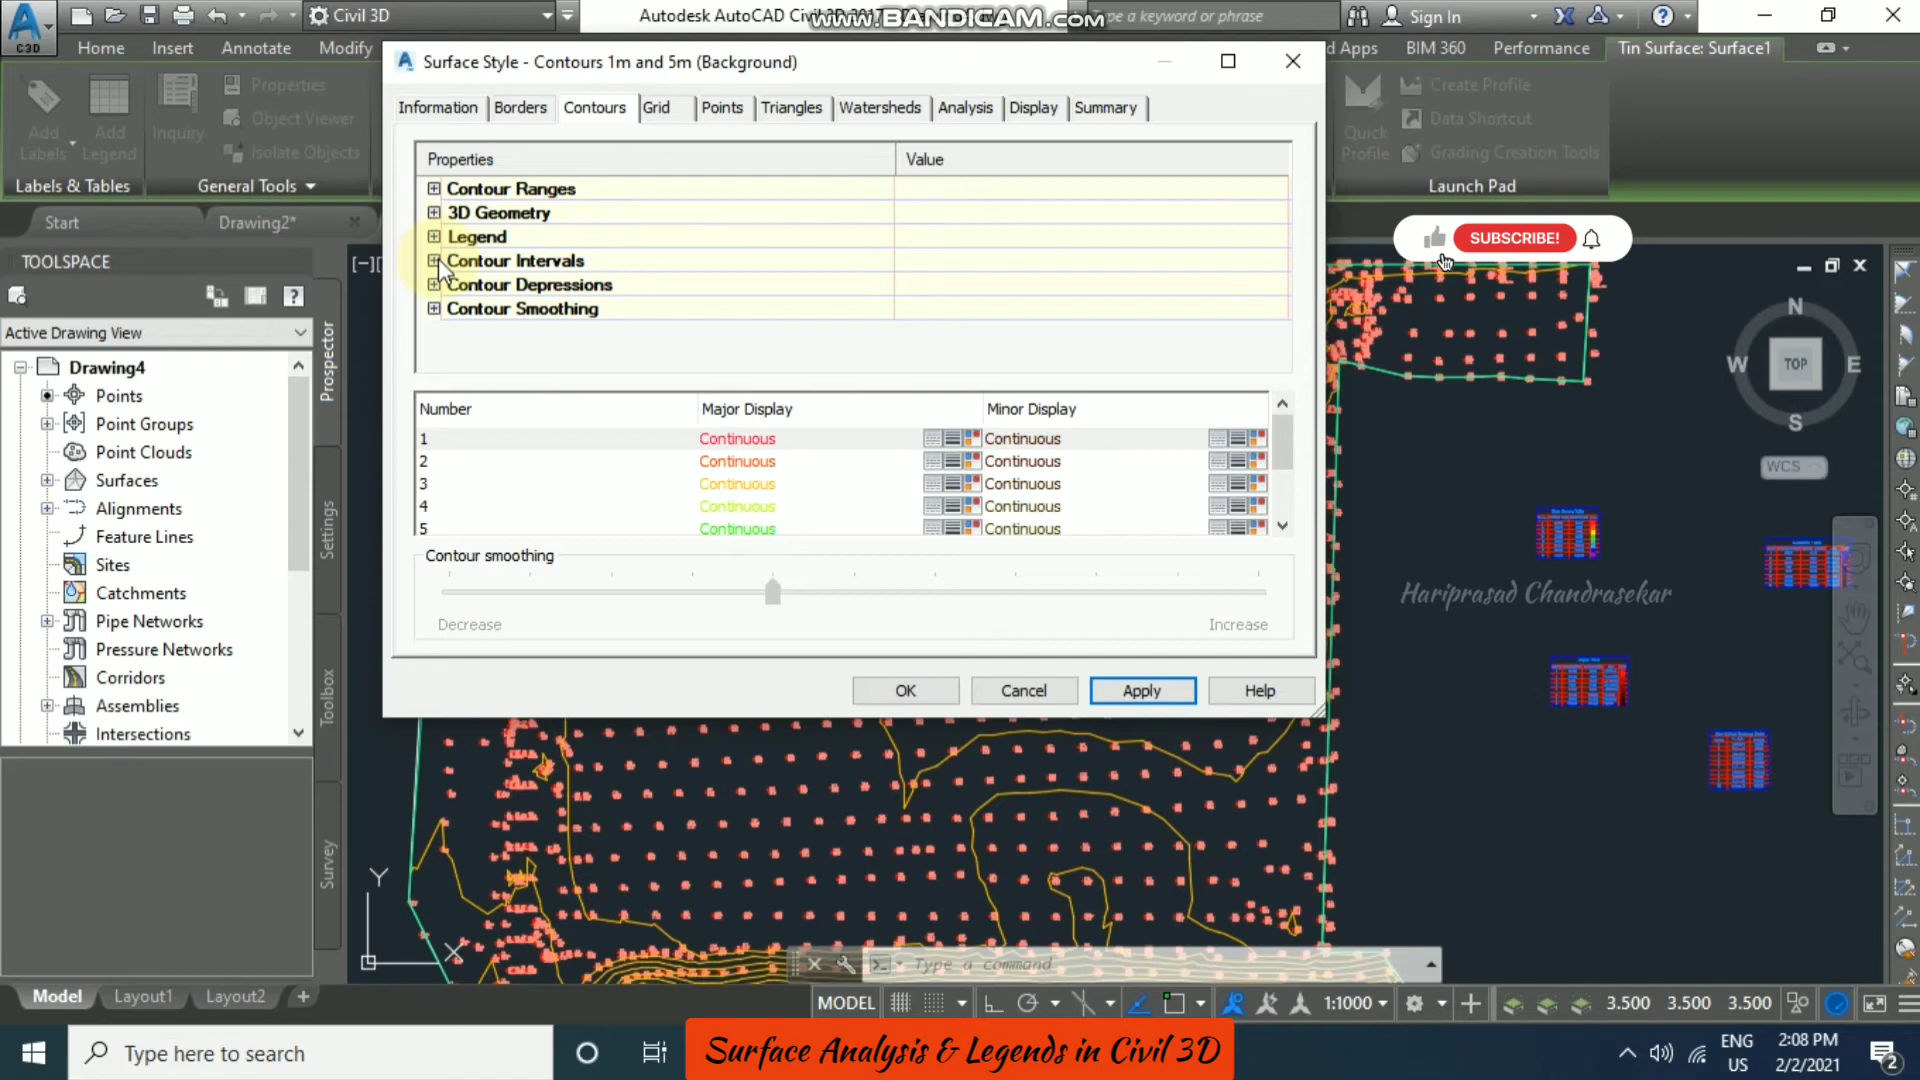 Civil 3D
Autodesk AutoCAD Civil 3D 2017
www.BANDICAM.com
Type a keyword or phrase
Sign In
C3D
Home
Insert
Annotate
Modify
d Apps
BIM 360
Performance
Tin Surface: Surface1
Add
Labels
Add
Legend
Inquiry
Properties
Object Viewer
Isolate Objects
Labels & Tables
General Tools
Quick
Profile
Create Profile
Data Shortcut
Grading Creation Tools
Launch Pad
Start
Drawing2*
[−]
TOOLSPACE
Active Drawing View
Drawing4
Points
Point Groups
Point Clouds
Surfaces
Alignments
Feature Lines
Sites
Catchments
Pipe Networks
Pressure Networks
Corridors
Assemblies
Intersections
Prospector
Settings
Toolbox
Survey
Surface Style - Contours 1m and 5m (Background)
Information
Borders
Contours
Grid
Points
Triangles
Watersheds
Analysis
Display
Summary
Properties
Value
Contour Ranges
3D Geometry
Legend
Contour Intervals
Contour Depressions
Contour Smoothing
Number
Major Display
Minor Display
1 Continuous Continuous
2 Continuous Continuous
3 Continuous Continuous
4 Continuous Continuous
5 Continuous Continuous
Contour smoothing
Decrease
Increase
OK
Cancel
Apply
Help
SUBSCRIBE!
N
W
TOP
E
S
WCS
Hariprasad Chandrasekar
Y
X
Type a command
Model
Layout1
Layout2
MODEL
1:1000
3.500
3.500
3.500
Type here to search
Surface Analysis & Legends in Civil 3D
ENG
US
2:08 PM
2/2/2021
2